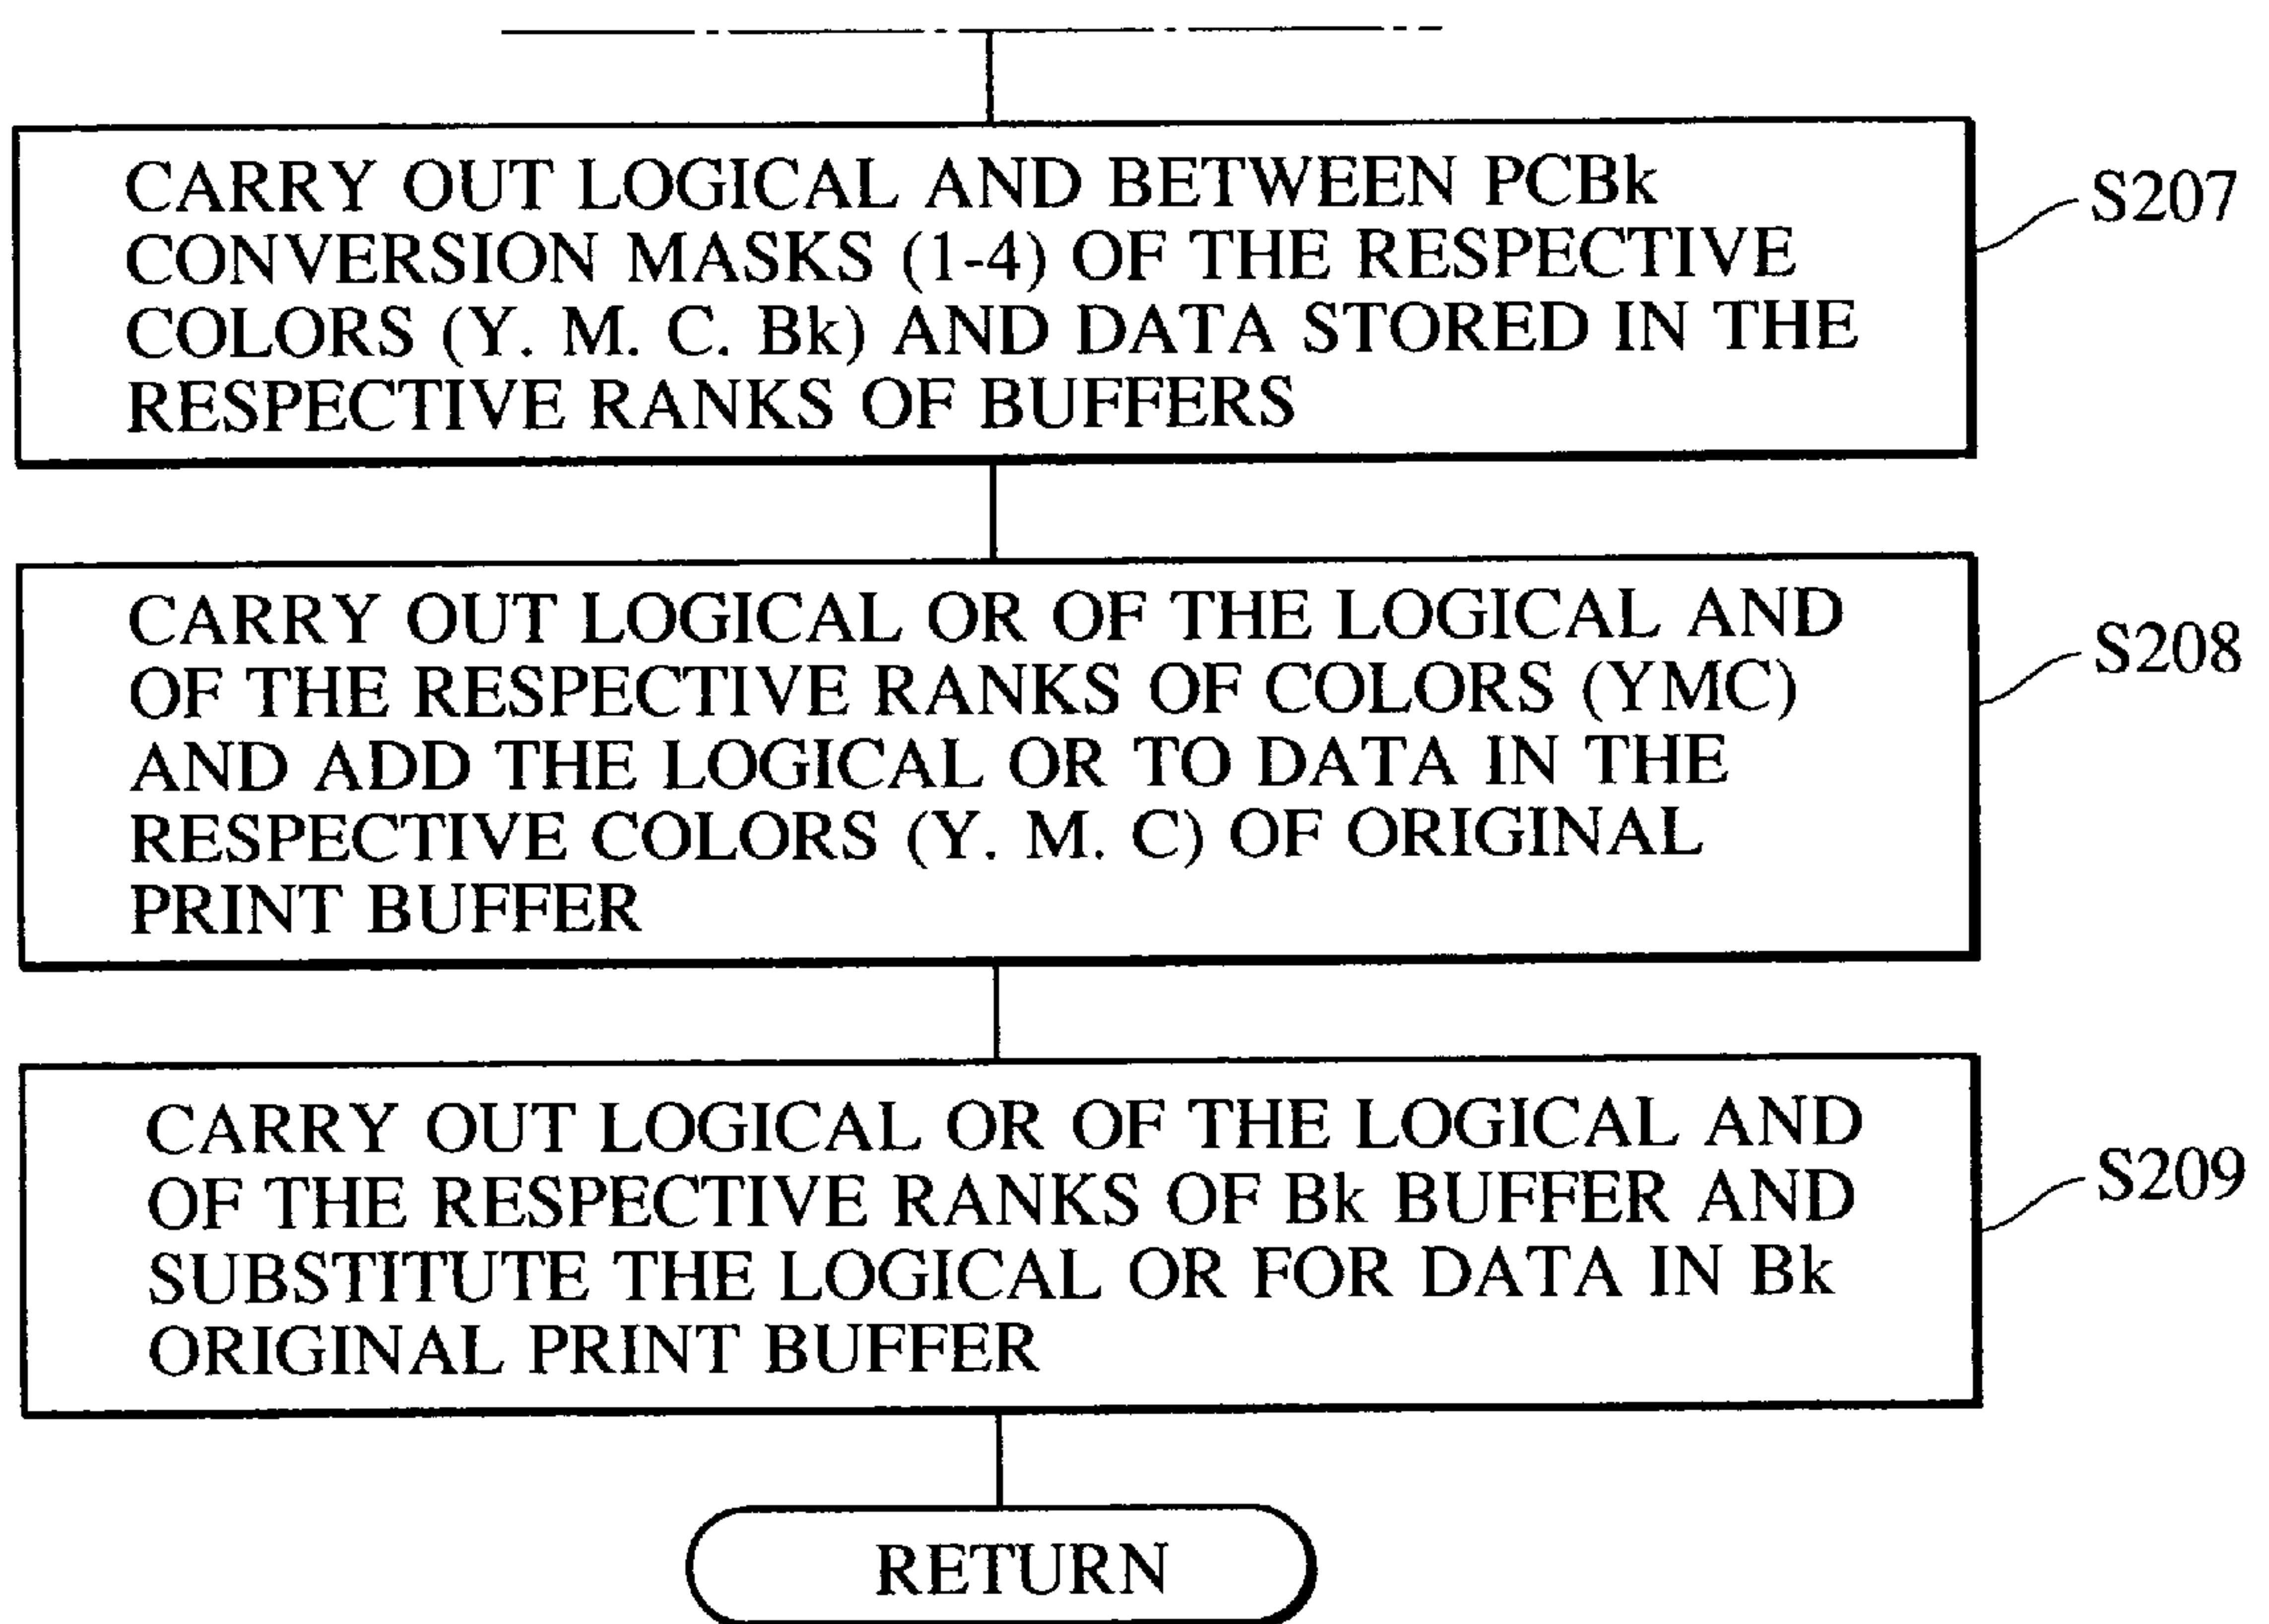 CARRY OUT LOGICAL AND BETWEEN PCBk
CONVERSION MASKS (1-4) OF THE RESPECTIVE
COLORS (Y. M. C. Bk) AND DATA STORED IN THE
RESPECTIVE RANKS OF BUFFERS
S207
CARRY OUT LOGICAL OR OF THE LOGICAL AND
OF THE RESPECTIVE RANKS OF COLORS (YMC)
AND ADD THE LOGICAL OR TO DATA IN THE
RESPECTIVE COLORS (Y. M. C) OF ORIGINAL
PRINT BUFFER
S208
CARRY OUT LOGICAL OR OF THE LOGICAL AND
OF THE RESPECTIVE RANKS OF Bk BUFFER AND
SUBSTITUTE THE LOGICAL OR FOR DATA IN Bk
ORIGINAL PRINT BUFFER
S209
RETURN